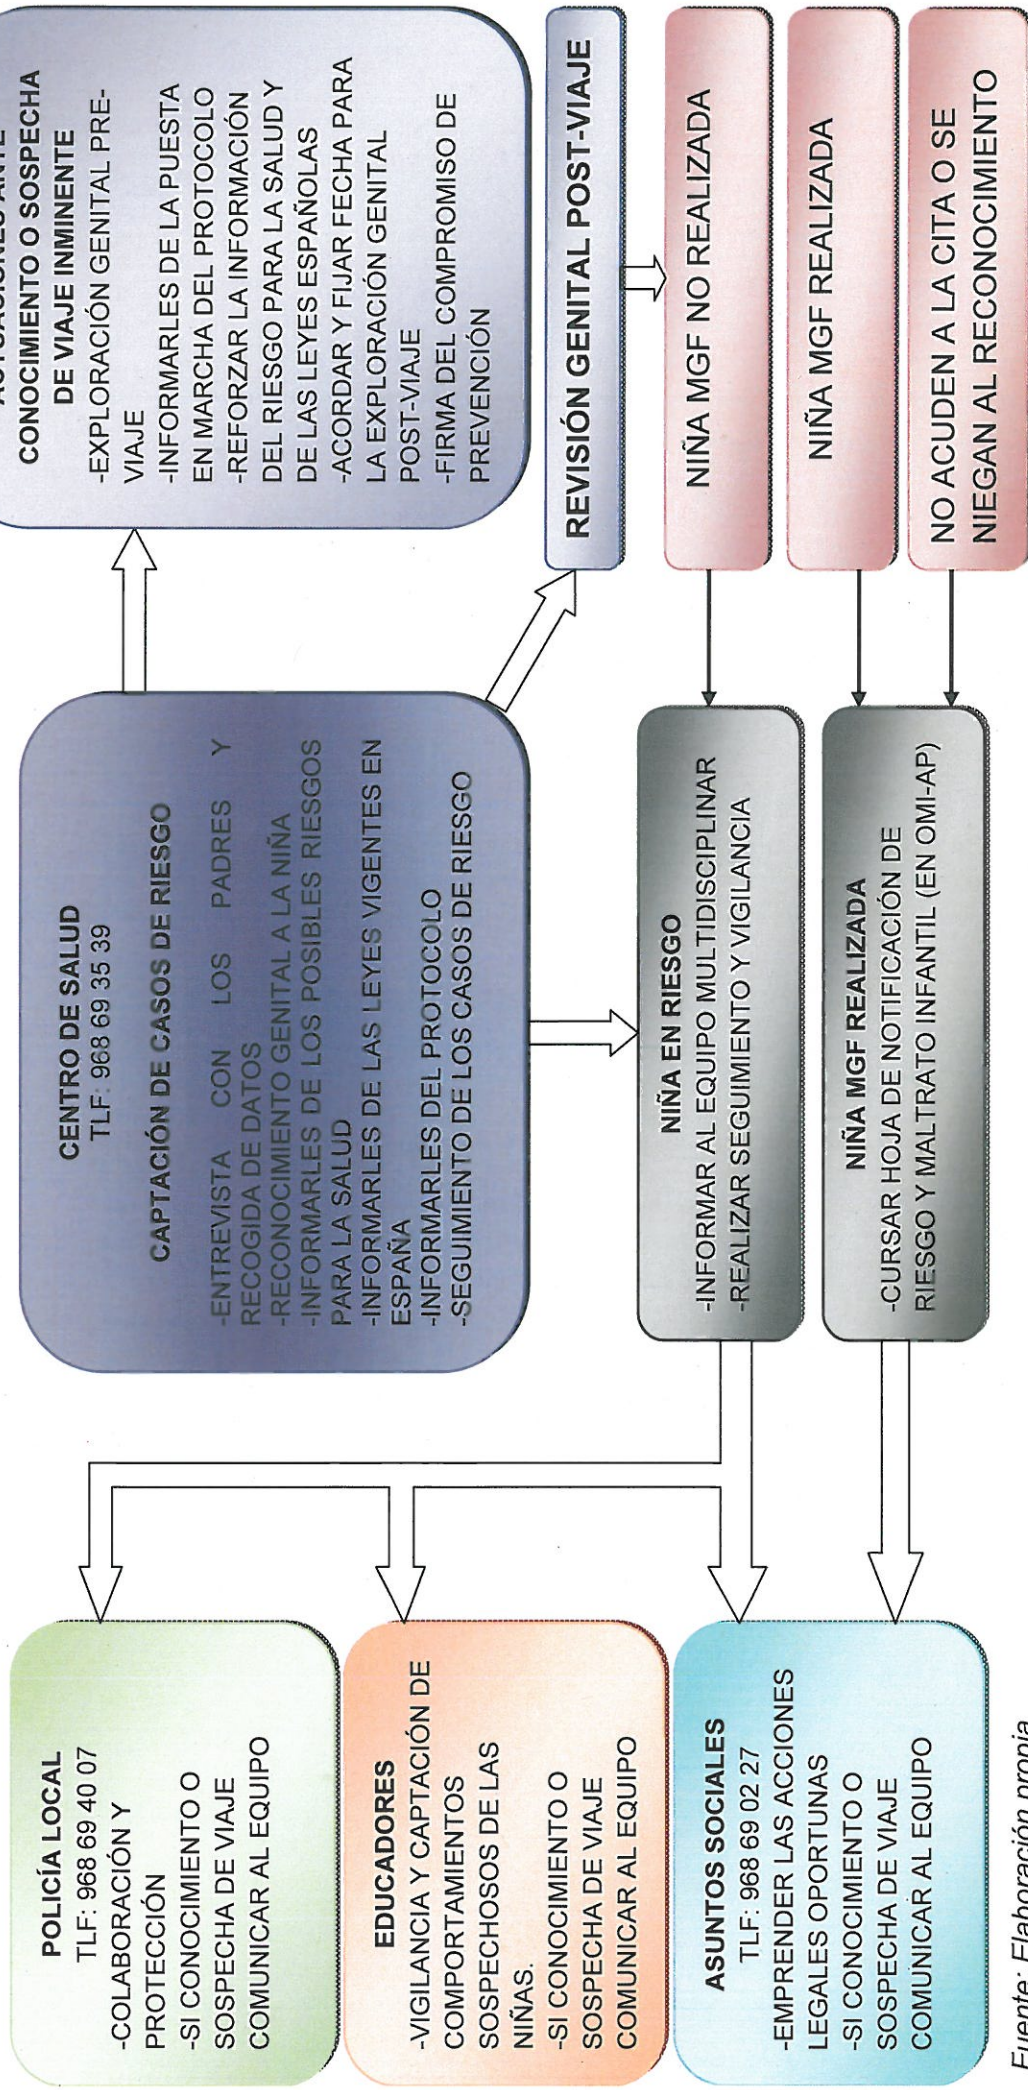 POLICÍA LOCAL
TLF: 968 69 40 07
-COLABORACIÓN Y
PROTECCIÓN
-SI CONOCIMIENTO O
SOSPECHA DE VIAJE
COMUNICAR AL EQUIPO
EDUCADORES
-VIGILANCIA Y CAPTACIÓN DE
COMPORTAMIENTOS
SOSPECHOSOS DE LAS
NIÑAS.
-SI CONOCIMIENTO O
SOSPECHA DE VIAJE
COMUNICAR AL EQUIPO
ASUNTOS SOCIALES
TLF: 968 69 02 27
-EMPRENDER LAS ACCIONES
LEGALES OPORTUNAS
-SI CONOCIMIENTO O
SOSPECHA DE VIAJE
COMUNICAR AL EQUIPO
CENTRO DE SALUD
TLF: 968 69 35 39
CAPTACIÓN DE CASOS DE RIESGO
-ENTREVISTA CON LOS PADRES Y
RECOGIDA DE DATOS
-RECONOCIMIENTO GENITAL A LA NIÑA
-INFORMARLES DE LOS POSIBLES RIESGOS
PARA LA SALUD
-INFORMARLES DE LAS LEYES VIGENTES EN
ESPAÑA
-INFORMARLES DEL PROTOCOLO
-SEGUIMIENTO DE LOS CASOS DE RIESGO
NIÑA EN RIESGO
-INFORMAR AL EQUIPO MULTIDISCIPLINAR
-REALIZAR SEGUIMIENTO Y VIGILANCIA
NIÑA MGF REALIZADA
-CURSAR HOJA DE NOTIFICACIÓN DE
RIESGO Y MALTRATO INFANTIL (EN OMI-AP)
ACTUACIONES ANTE
CONOCIMIENTO O SOSPECHA
DE VIAJE INMINENTE
-EXPLORACIÓN GENITAL PRE-
VIAJE
-INFORMARLES DE LA PUESTA
EN MARCHA DEL PROTOCOLO
-REFORZAR LA INFORMACIÓN
DEL RIESGO PARA LA SALUD Y
DE LAS LEYES ESPAÑOLAS
-ACORDAR Y FIJAR FECHA PARA
LA EXPLORACIÓN GENITAL
POST-VIAJE
-FIRMA DEL COMPROMISO DE
PREVENCIÓN
REVISIÓN GENITAL POST-VIAJE
NIÑA MGF NO REALIZADA
NIÑA MGF REALIZADA
NO ACUDEN A LA CITA O SE
NIEGAN AL RECONOCIMIENTO
Fuente: Elaboración propia